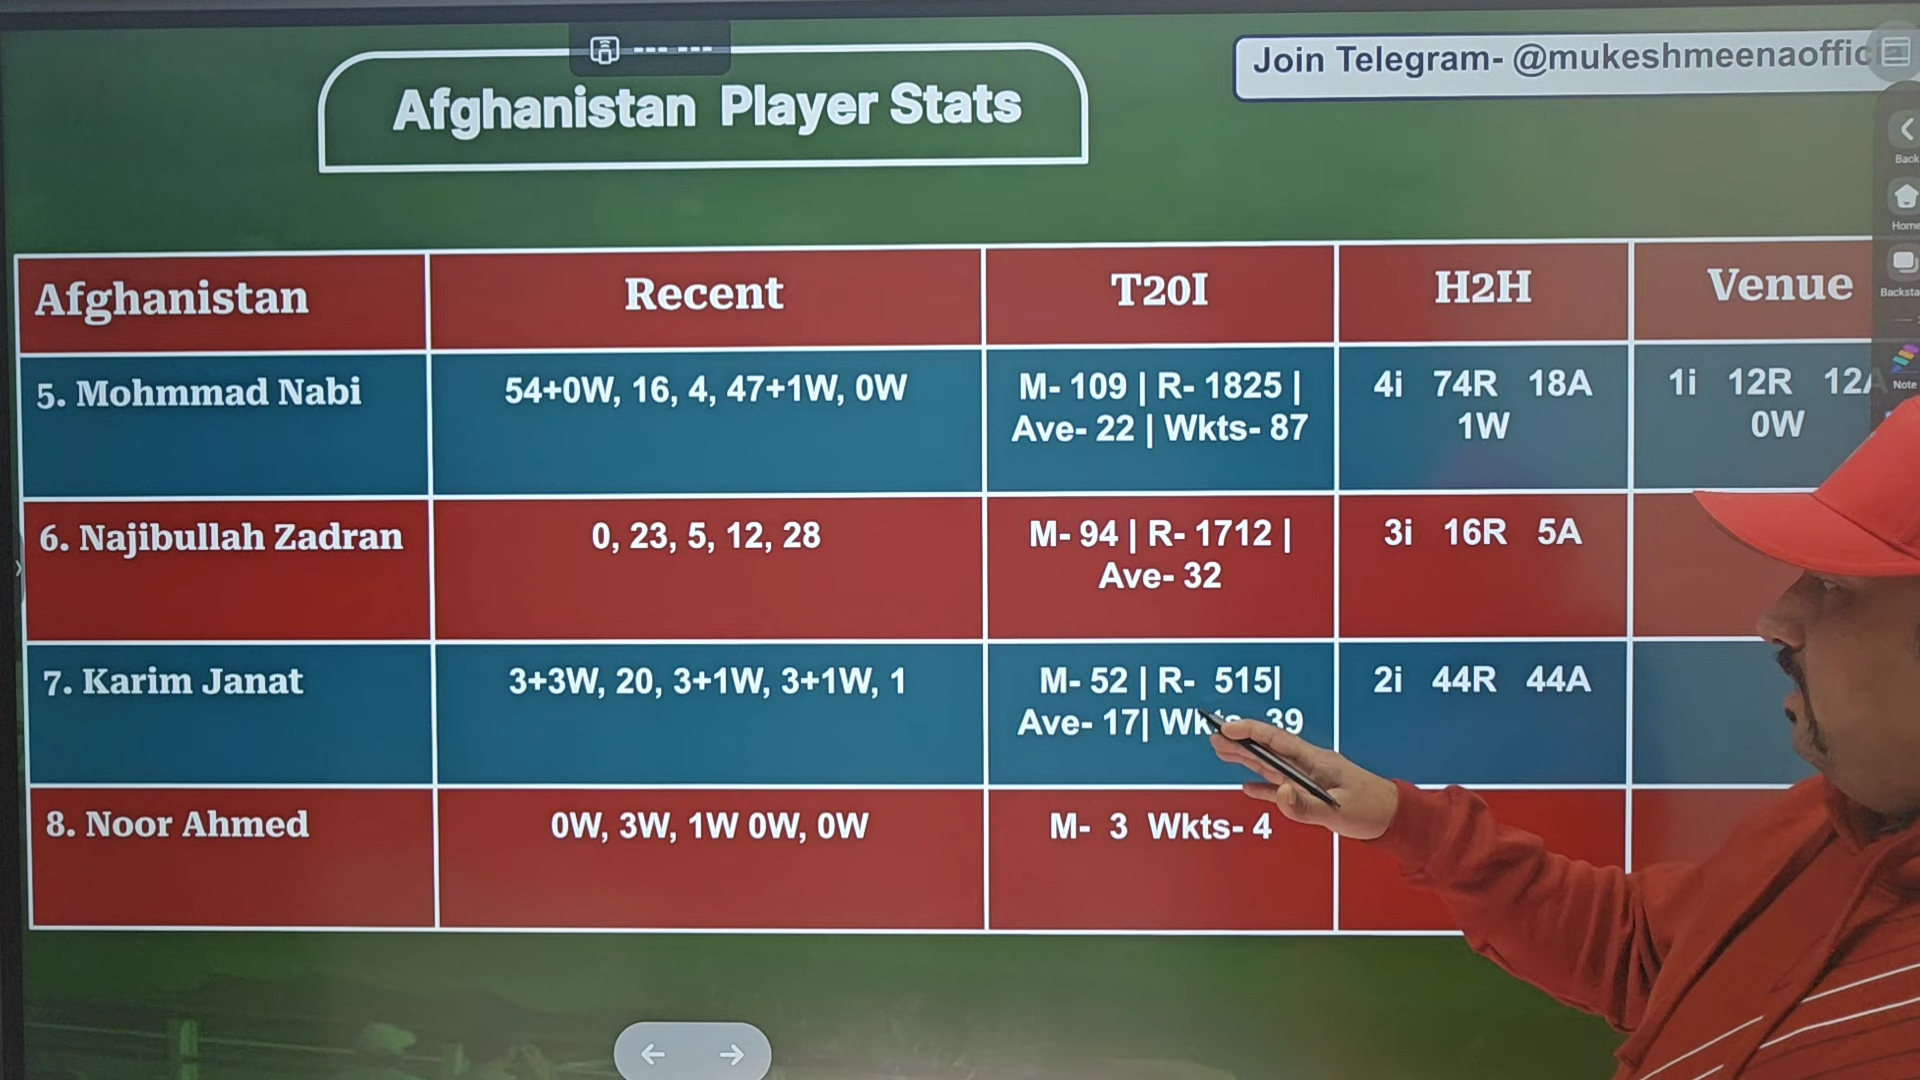 Afghanistan Player Stats
Join Telegram- @mukeshmeenaoffic
Back
Home
Note
Afghanistan Recent T20I H2H Venue
5. Mohmmad Nabi
54+0W, 16, 4, 47+1W, 0W
M- 109 | R- 1825 |
Ave- 22 | Wkts- 87
4i 74R 18A
1W
1i 12R 12A
0W
6. Najibullah Zadran
0, 23, 5, 12, 28
M- 94 | R- 1712 |
Ave- 32
3i 16R 5A
7. Karim Janat
3+3W, 20, 3+1W, 3+1W, 1
M- 52 | R- 515|
Ave- 17| Wkts- 39
2i 44R 44A
8. Noor Ahmed
0W, 3W, 1W 0W, 0W
M- 3 Wkts- 4